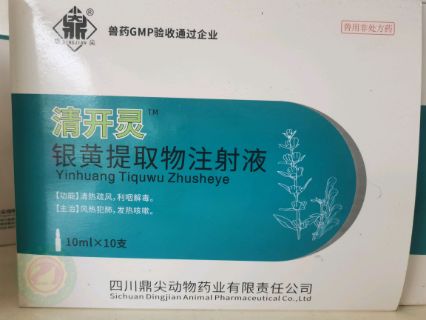 鼎
DINGJIAN
兽药GMP验收通过企业
兽用非处方药
清开灵™
银黄提取物注射液
Yinhuang Tiquwu Zhusheye
【功能】清热疏风,利咽解毒。
【主治】风热犯肺,发热咳嗽。
10ml×10支
四川鼎尖动物药业有限责任公司
Sichuan Dingjian Animal Pharmaceutical Co.,Ltd